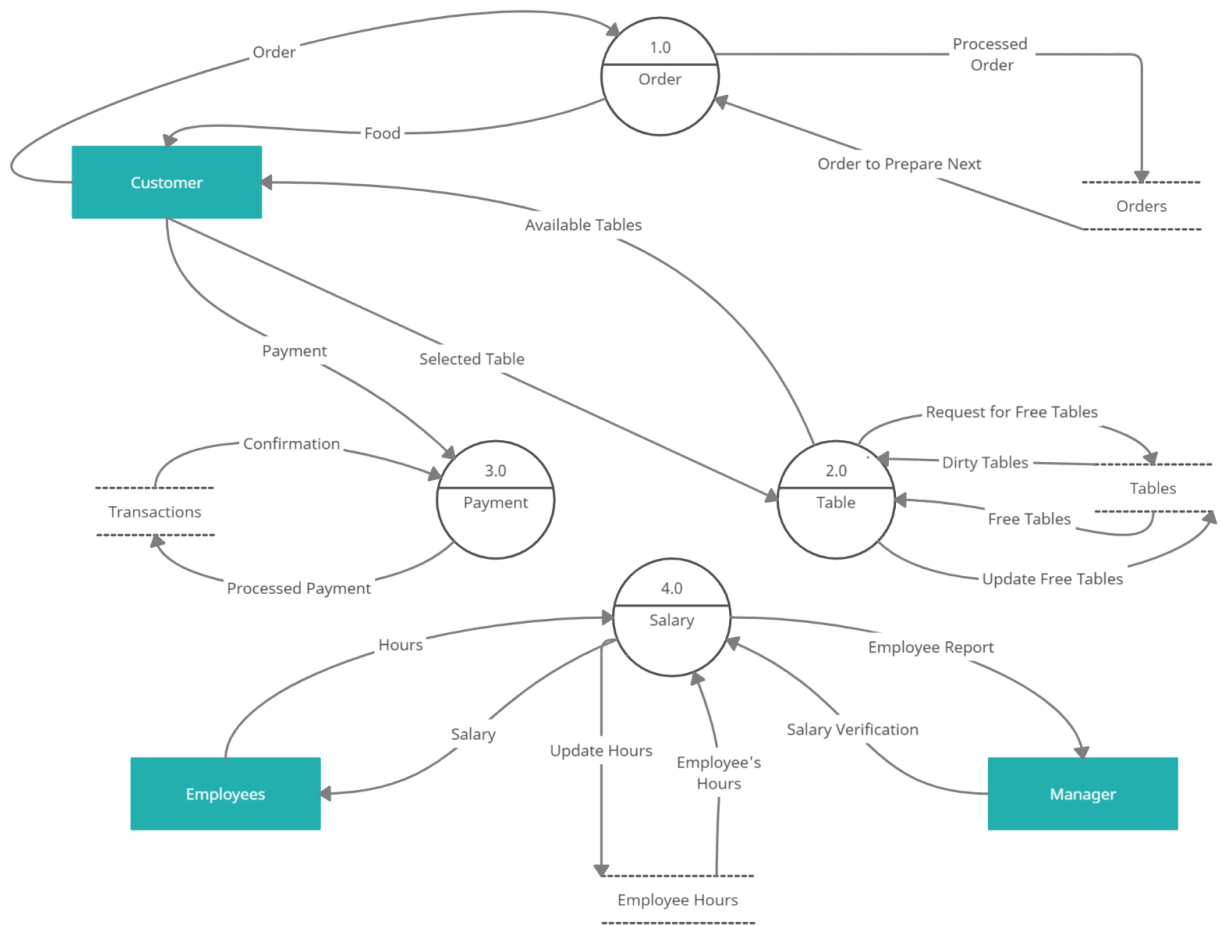 Order
1.0
Order
Processed
Order
Food
Order to Prepare Next
Customer
Orders
Available Tables
Payment
Selected Table
Request for Free Tables
Confirmation
Dirty Tables
3.0
Payment
2.0
Table
Tables
Transactions
Free Tables
Processed Payment
Update Free Tables
4.0
Salary
Hours
Employee Report
Salary
Update Hours
Employee's
Hours
Salary Verification
Employees
Manager
Employee Hours